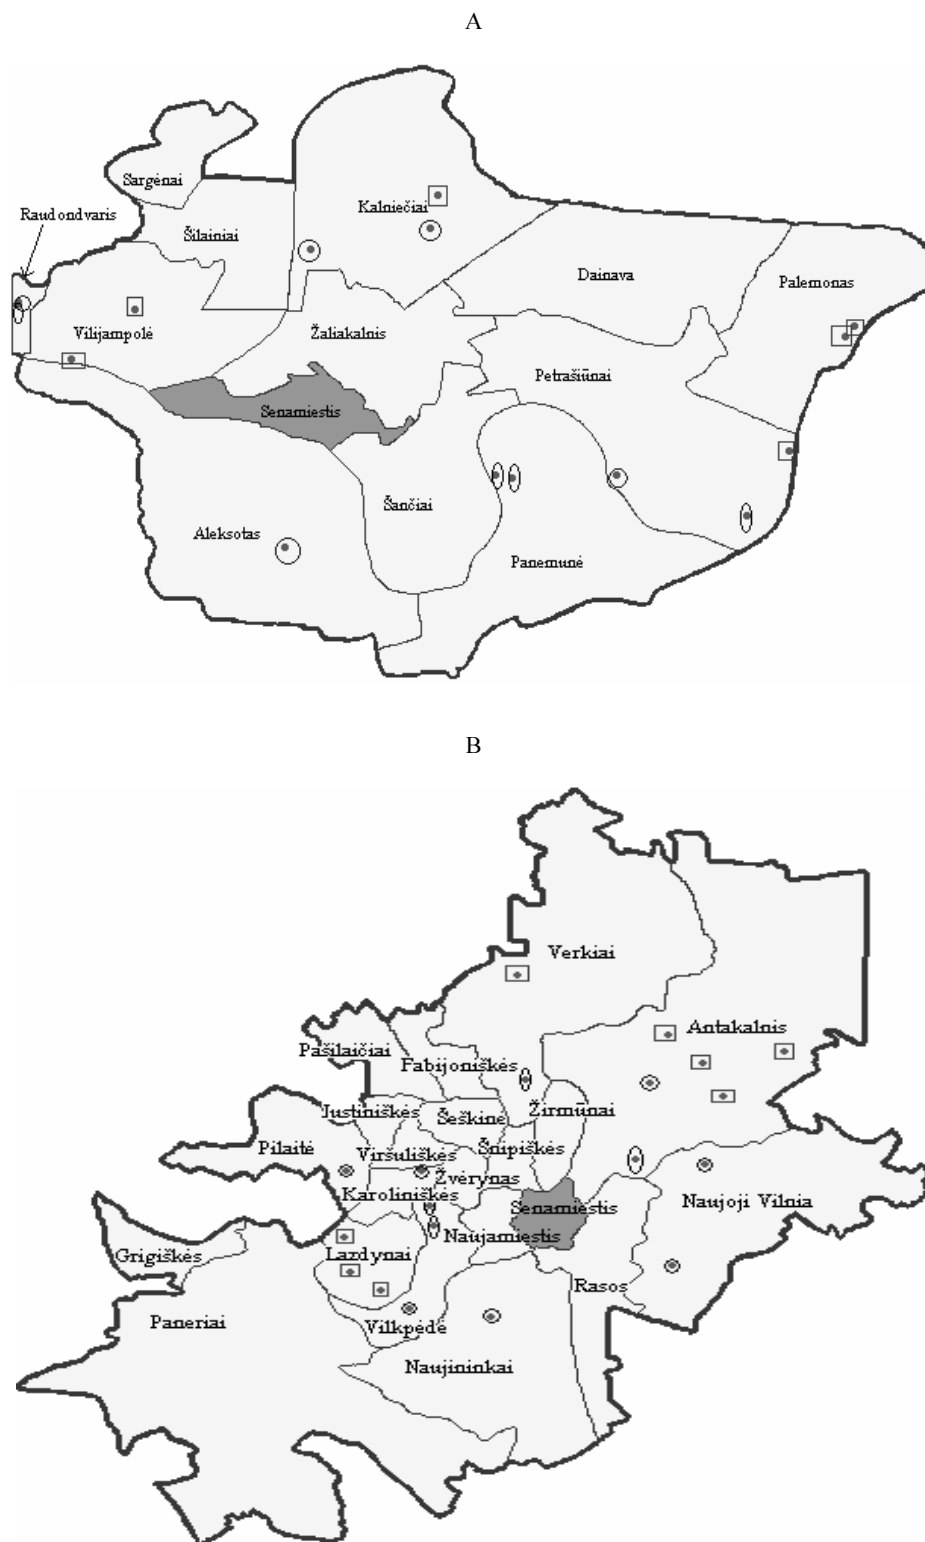 A
Sargėnai
Raudondvaris
Kalniečiai
Šilainiai
Dainava
Palemonas
Vilijampolė
Žaliakalnis
Petrašiūnai
Senamiestis
Šančiai
Aleksotas
Panemunė
B
Verkiai
Antakalnis
Pašilaičiai
Fabijoniškės
Justiniškės
Šeškinė
Žirmūnai
Pilaitė
Viršuliškės
Šnipiškės
Žvėrynas
Karoliniškės
Naujoji Vilnia
Senamiestis
Naujamiestis
Grigiškės
Lazdynai
Rasos
Paneriai
Vilkpėdė
Naujininkai